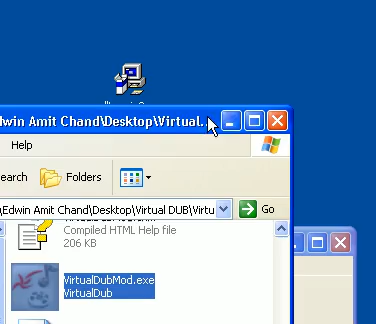 dwin Amit Chand\Desktop\Virtual...
Help
earch
Folders
\Edwin Amit Chand\Desktop\Virtual DUB\Virtu
Go
Compiled HTML Help file
206 KB
VirtualDubMod.exe
VirtualDub